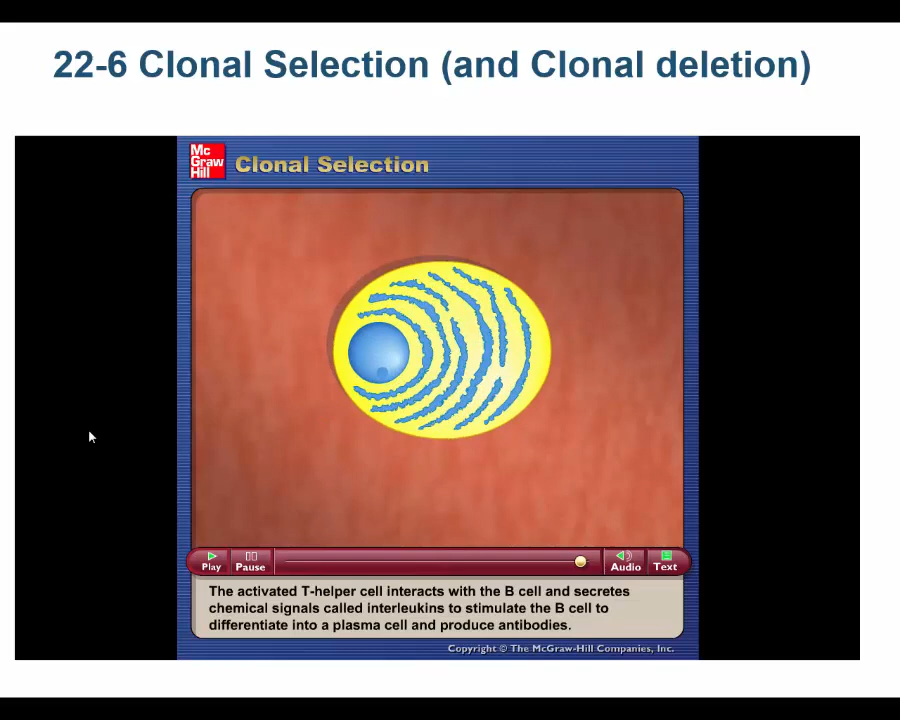 22-6 Clonal Selection (and Clonal deletion)
Mc
Graw
Hill
Clonal Selection
Play
Pause
Audio
Text
The activated T-helper cell interacts with the B cell and secretes
chemical signals called interleukins to stimulate the B cell to
differentiate into a plasma cell and produce antibodies.
Copyright © The McGraw-Hill Companies, Inc.